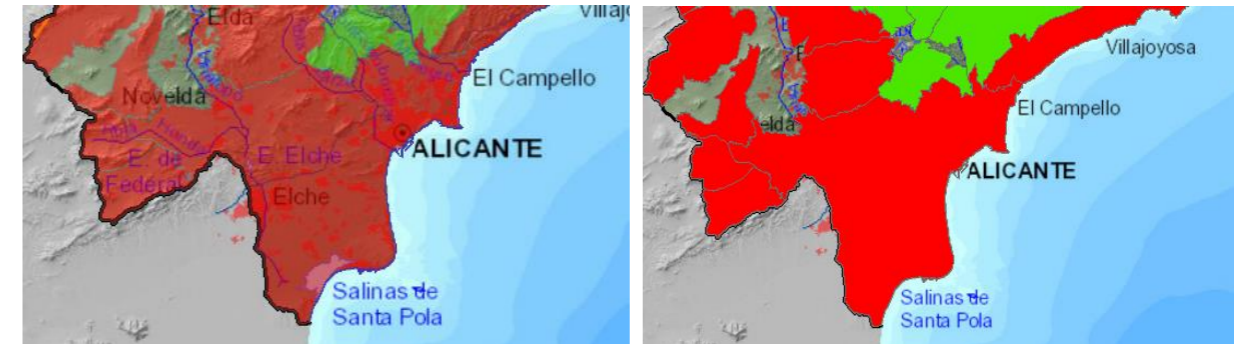 Elda
Villajo
El Campello
Novelda
ALICANTE
E. de
Federal
E. Elche
Elche
Salinas de
Santa Pola
Villajoyosa
El Campello
elda
ALICANTE
Salinas de
Santa Pola